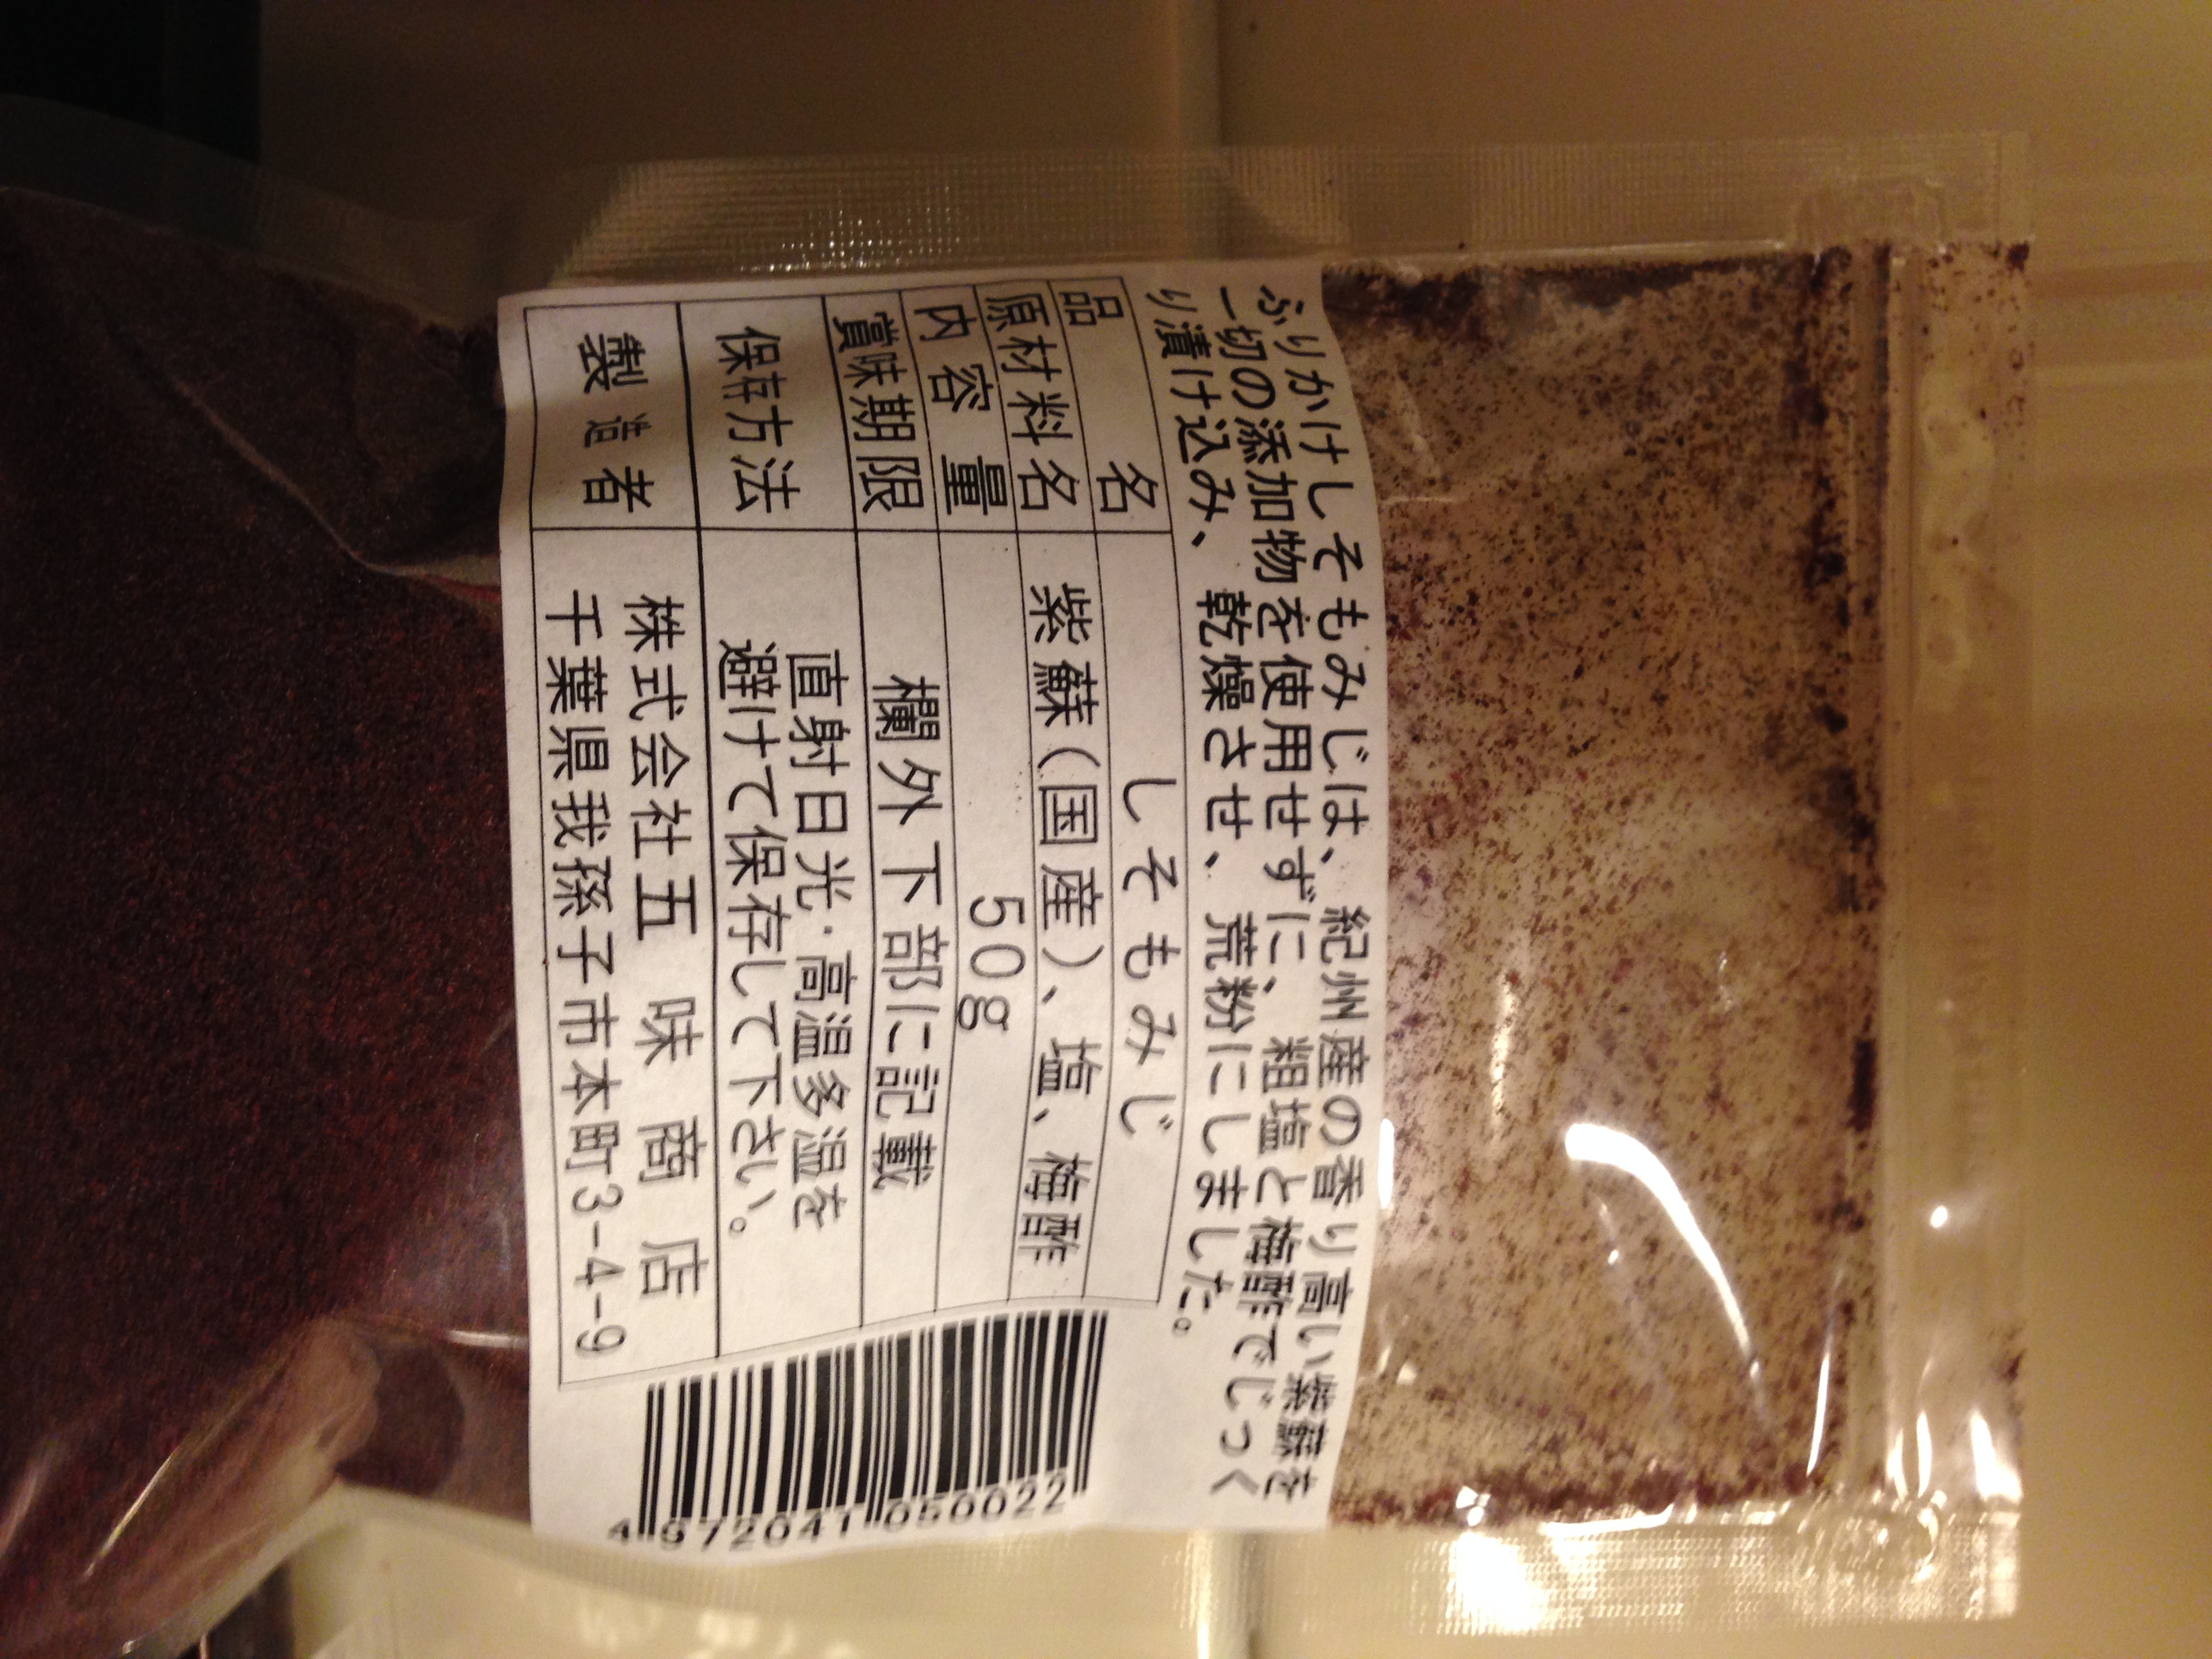 ふりかけしそもみじは、紀州産の香り高い紫蘇を
一切の添加物を使用せずに、粗塩と梅酢でじっく
り漬け込み、乾燥させ、荒粉にしました。
品名 しそもみじ
原材料名 紫蘇(国産)、塩、梅酢
内容量 50g
賞味期限 欄外下部に記載
保存方法 直射日光・高温多湿を
避けて保存して下さい。
製造者 株式会社五味商店
千葉県我孫子市本町3-4-9
4972041050022